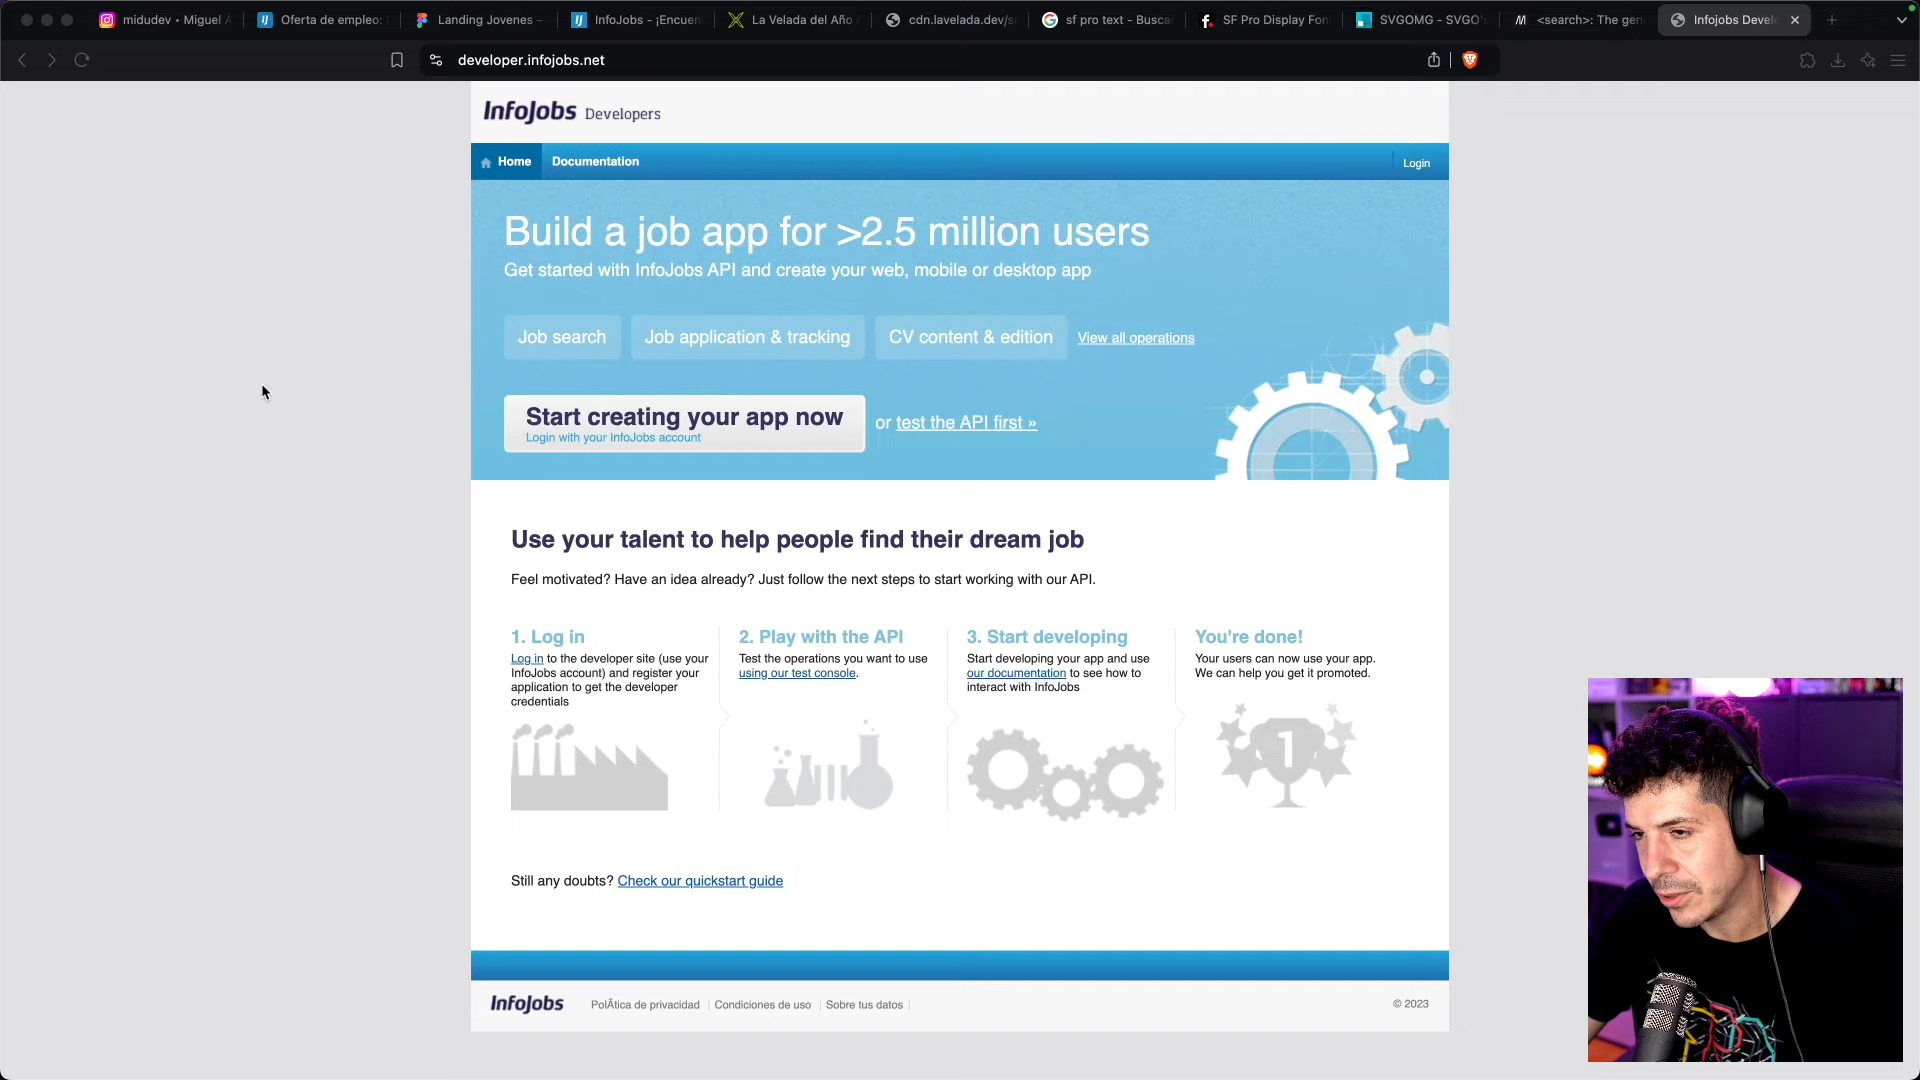 midudev • Miguel Á
Oferta de empleo:
Landing Jovenes –
InfoJobs - ¡Encuen
La Velada del Año
cdn.lavelada.dev/s
sf pro text - Busca
SF Pro Display Fon
SVGOMG - SVGO's
<search>: The gen
Infojobs Devel
developer.infojobs.net
InfoJobs Developers
Home
Documentation
Login
Build a job app for >2.5 million users
Get started with InfoJobs API and create your web, mobile or desktop app
Job search
Job application & tracking
CV content & edition
View all operations
Start creating your app now
Login with your InfoJobs account
or test the API first »
Use your talent to help people find their dream job
Feel motivated? Have an idea already? Just follow the next steps to start working with our API.
1. Log in
Log in to the developer site (use your
InfoJobs account) and register your
application to get the developer
credentials
2. Play with the API
Test the operations you want to use
using our test console.
3. Start developing
Start developing your app and use
our documentation to see how to
interact with InfoJobs
You're done!
Your users can now use your app.
We can help you get it promoted.
1
Still any doubts? Check our quickstart guide
InfoJobs
PolÃtica de privacidad
Condiciones de uso
Sobre tus datos
© 2023